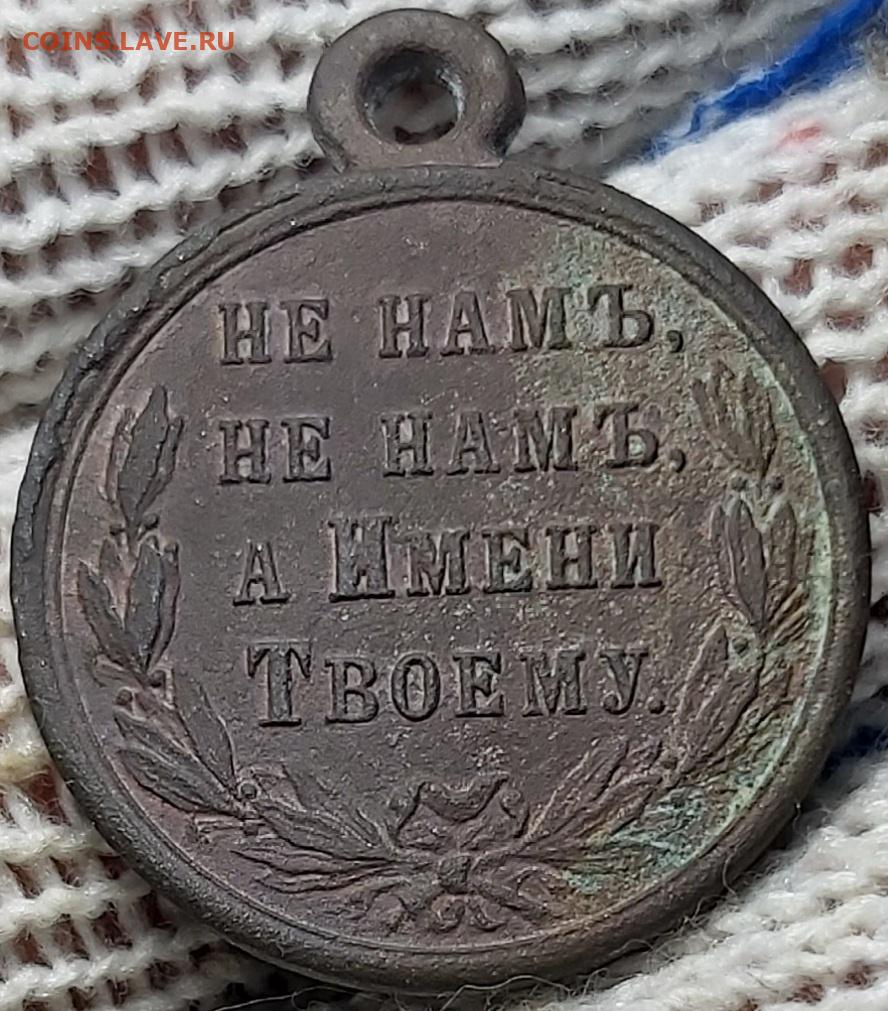 COINS.LAVE.RU
НЕ НАМЪ,
НЕ НАМЪ,
А ИМЕНИ
ТВОЕМУ.